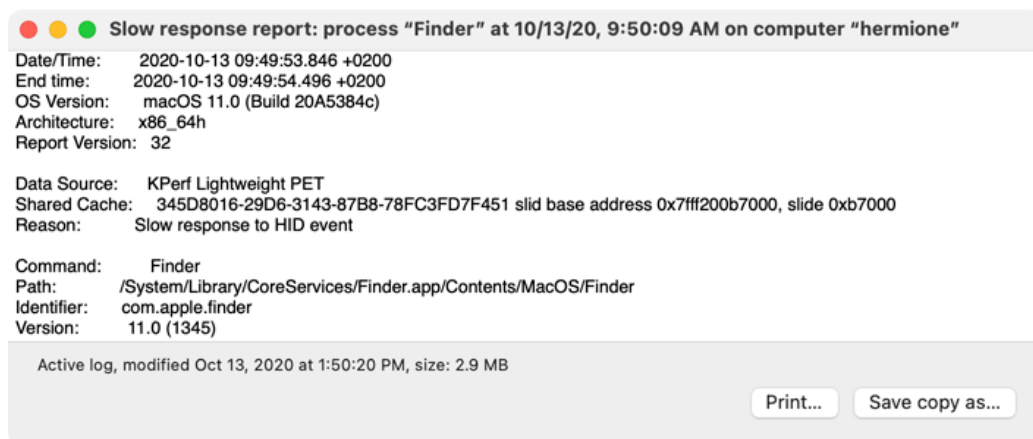 Slow response report: process “Finder” at 10/13/20, 9:50:09 AM on computer “hermione”
Date/Time: 2020-10-13 09:49:53.846 +0200
End time: 2020-10-13 09:49:54.496 +0200
OS Version: macOS 11.0 (Build 20A5384c)
Architecture: x86_64h
Report Version: 32
Data Source: KPerf Lightweight PET
Shared Cache: 345D8016-29D6-3143-87B8-78FC3FD7F451 slid base address 0x7fff200b7000, slide 0xb7000
Reason: Slow response to HID event
Command: Finder
Path: /System/Library/CoreServices/Finder.app/Contents/MacOS/Finder
Identifier: com.apple.finder
Version: 11.0 (1345)
Active log, modified Oct 13, 2020 at 1:50:20 PM, size: 2.9 MB
Print... Save copy as...